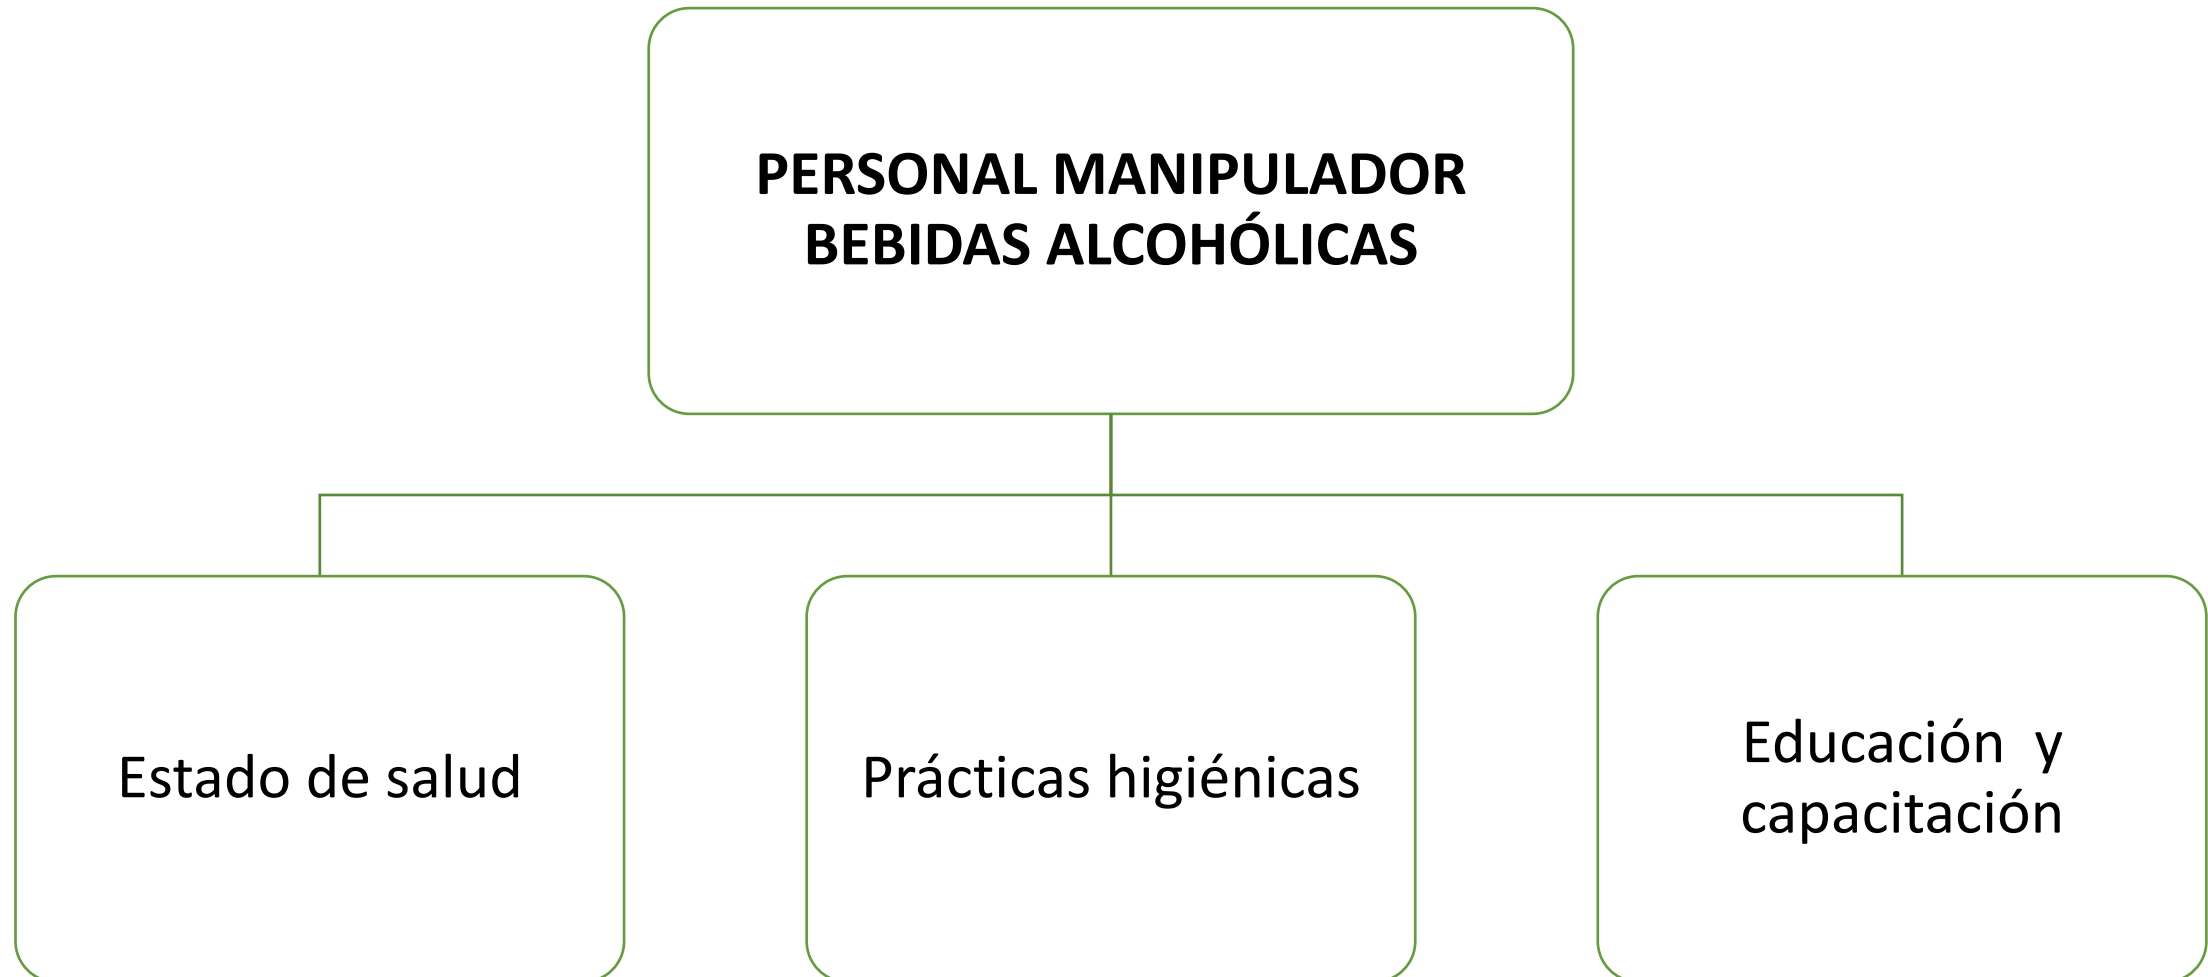 PERSONAL MANIPULADOR
BEBIDAS ALCOHÓLICAS
Estado de salud
Prácticas higiénicas
Educación  y
capacitación